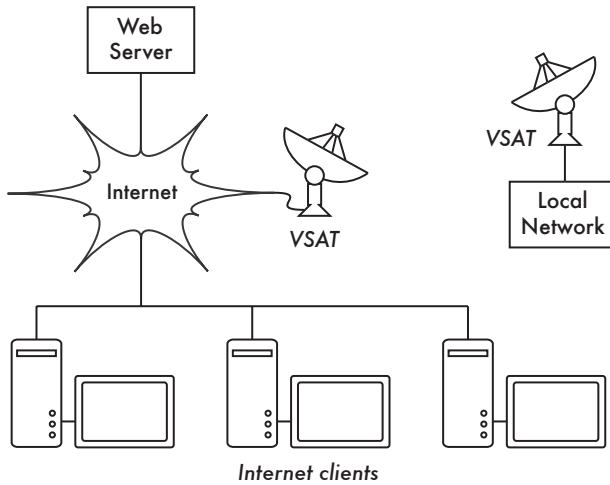 Web
Server
Internet
VSAT
VSAT
Local
Network
Internet clients